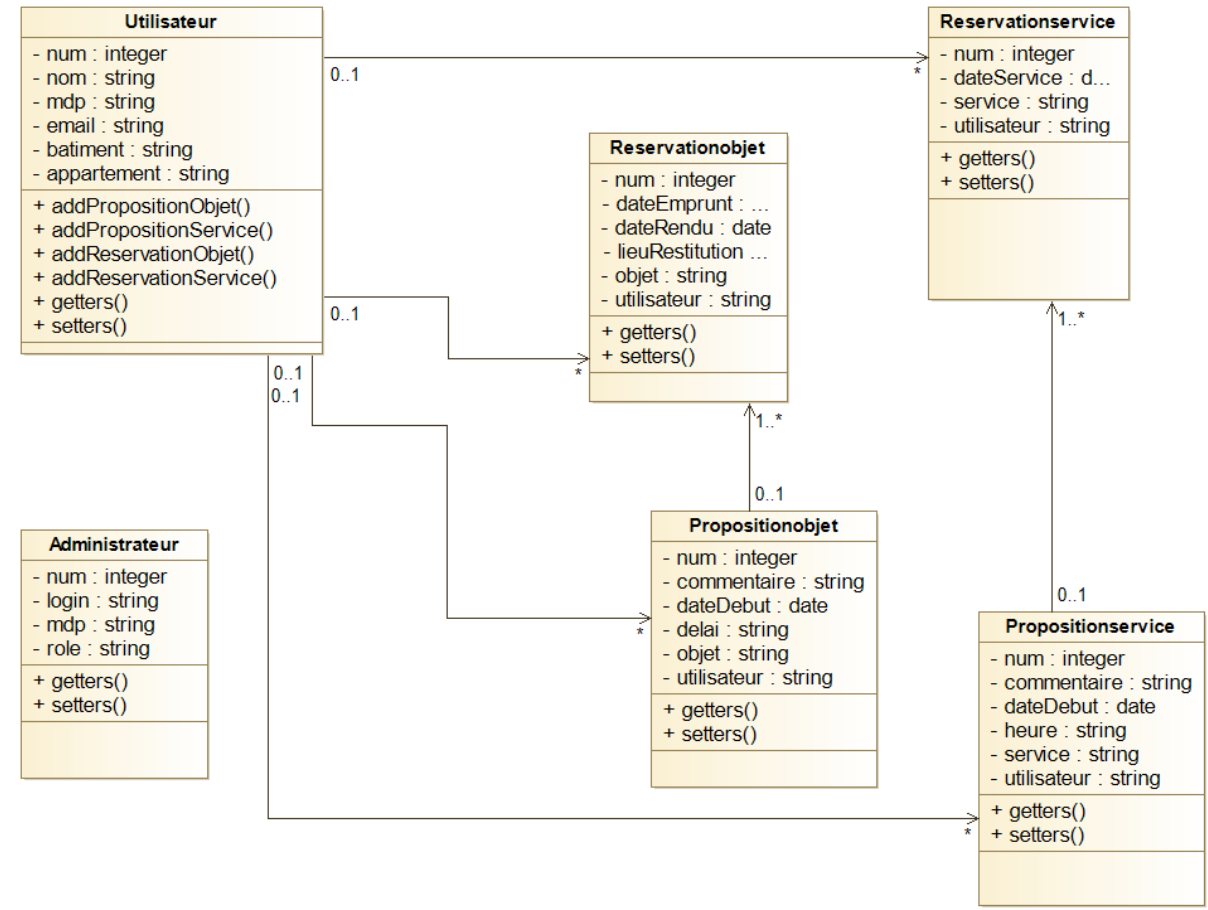 Utilisateur
- num : integer
- nom : string
- mdp : string
- email : string
- batiment : string
- appartement : string
+ addPropositionObjet()
+ addPropositionService()
+ addReservationObjet()
+ addReservationService()
+ getters()
+ setters()
0..1
*
Reservationservice
- num : integer
- dateService : d...
- service : string
- utilisateur : string
+ getters()
+ setters()
0..1
*
Reservationobjet
- num : integer
- dateEmprunt : ...
- dateRendu : date
- lieuRestitution ...
- objet : string
- utilisateur : string
+ getters()
+ setters()
0..1
0..1
1..*
0..1
1..*
0..1
Administrateur
- num : integer
- login : string
- mdp : string
- role : string
+ getters()
+ setters()
*
Propositionobjet
- num : integer
- commentaire : string
- dateDebut : date
- delai : string
- objet : string
- utilisateur : string
+ getters()
+ setters()
*
Propositionservice
- num : integer
- commentaire : string
- dateDebut : date
- heure : string
- service : string
- utilisateur : string
+ getters()
+ setters()